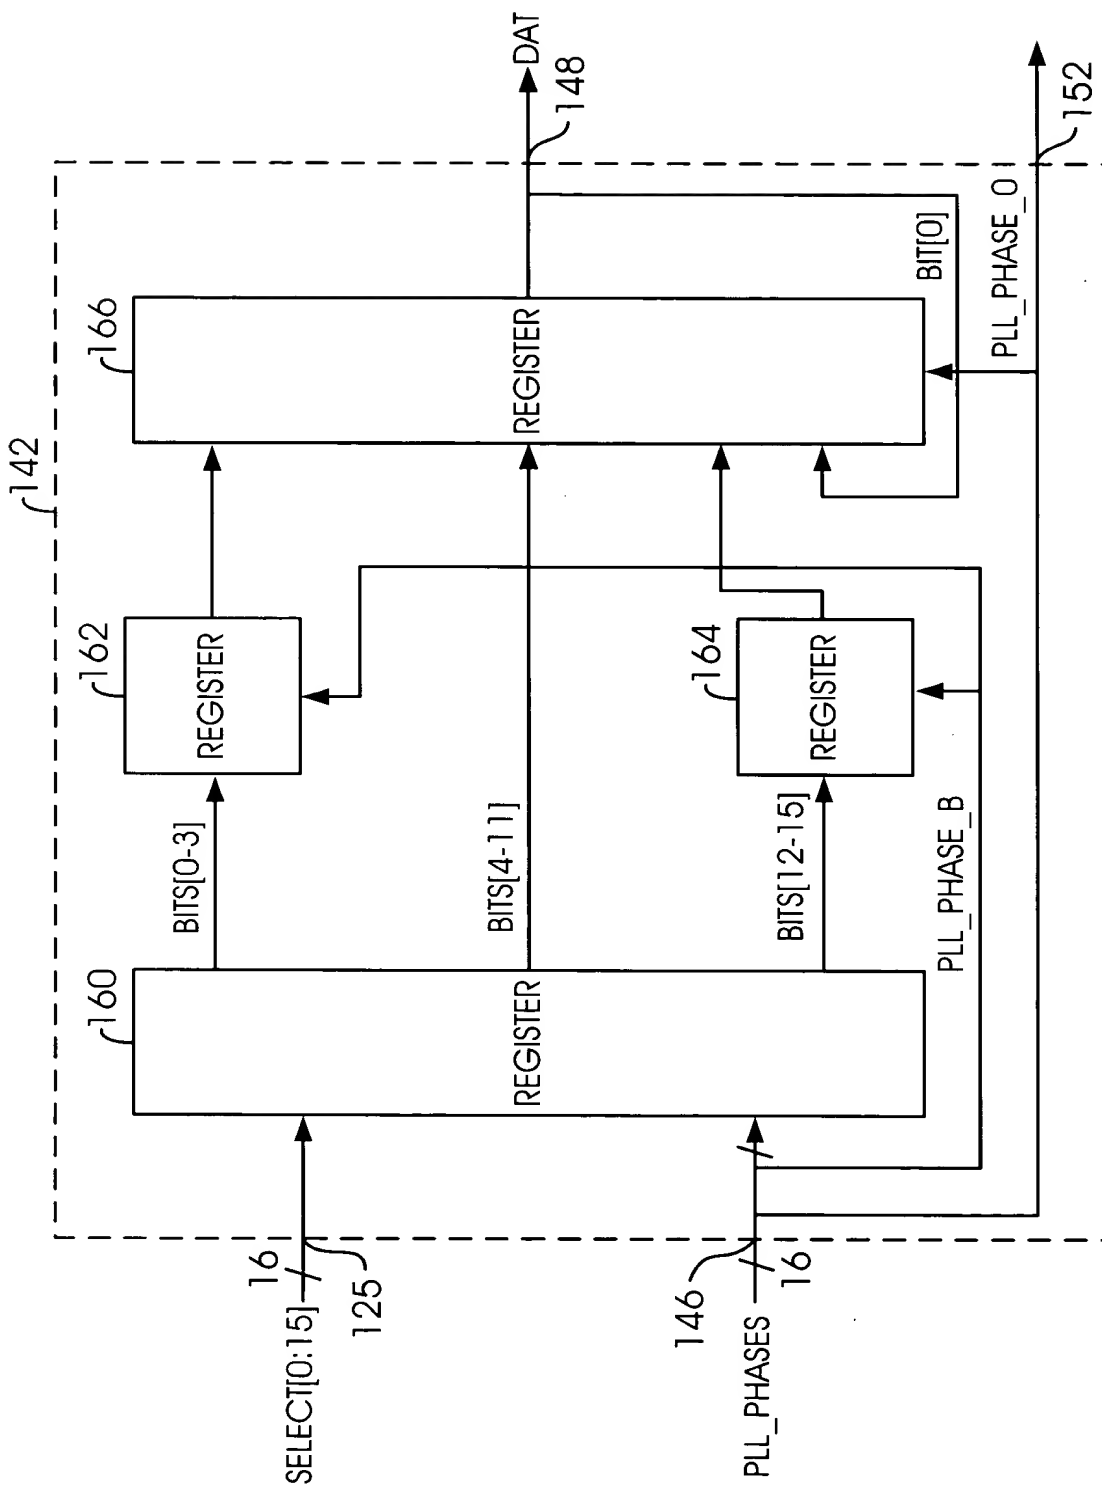 142
160
REGISTER
162
REGISTER
166
REGISTER
164
REGISTER
SELECT[0:15]
16
125
BITS[0-3]
BITS[4-11]
BITS[12-15]
DAT
148
BIT[0]
PLL_PHASES
16
146
PLL_PHASE_B
PLL_PHASE_0
152